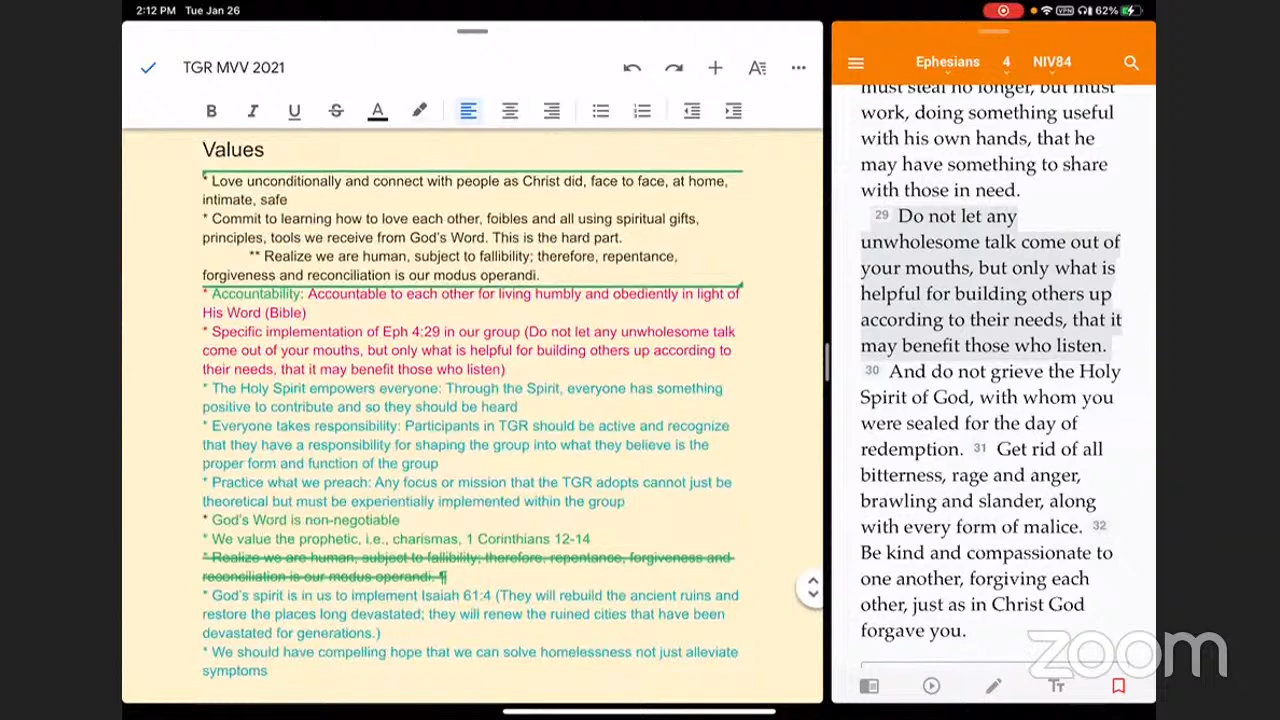 2:12 PM Tue Jan 26
VPN 62%
TGR MVV 2021
B I U S A
Values
* Love unconditionally and connect with people as Christ did, face to face, at home,
intimate, safe
* Commit to learning how to love each other, foibles and all using spiritual gifts,
principles, tools we receive from God's Word. This is the hard part.
** Realize we are human, subject to fallibility; therefore, repentance,
forgiveness and reconciliation is our modus operandi.
* Accountability: Accountable to each other for living humbly and obediently in light of
His Word (Bible)
* Specific implementation of Eph 4:29 in our group (Do not let any unwholesome talk
come out of your mouths, but only what is helpful for building others up according to
their needs, that it may benefit those who listen)
* The Holy Spirit empowers everyone: Through the Spirit, everyone has something
positive to contribute and so they should be heard
* Everyone takes responsibility: Participants in TGR should be active and recognize
that they have a responsibility for shaping the group into what they believe is the
proper form and function of the group
* Practice what we preach: Any focus or mission that the TGR adopts cannot just be
theoretical but must be experientially implemented within the group
* God's Word is non-negotiable
* We value the prophetic, i.e., charismas, 1 Corinthians 12-14
* Realize we are human, subject to fallibility; therefore, repentance, forgiveness and
reconciliation is our modus operandi. ¶
* God's spirit is in us to implement Isaiah 61:4 (They will rebuild the ancient ruins and
restore the places long devastated; they will renew the ruined cities that have been
devastated for generations.)
* We should have compelling hope that we can solve homelessness not just alleviate
symptoms
Ephesians 4 NIV84
must steal no longer, but must
work, doing something useful
with his own hands, that he
may have something to share
with those in need.
29 Do not let any
unwholesome talk come out of
your mouths, but only what is
helpful for building others up
according to their needs, that it
may benefit those who listen.
30 And do not grieve the Holy
Spirit of God, with whom you
were sealed for the day of
redemption. 31 Get rid of all
bitterness, rage and anger,
brawling and slander, along
with every form of malice. 32
Be kind and compassionate to
one another, forgiving each
other, just as in Christ God
forgave you.
Tт
zoom